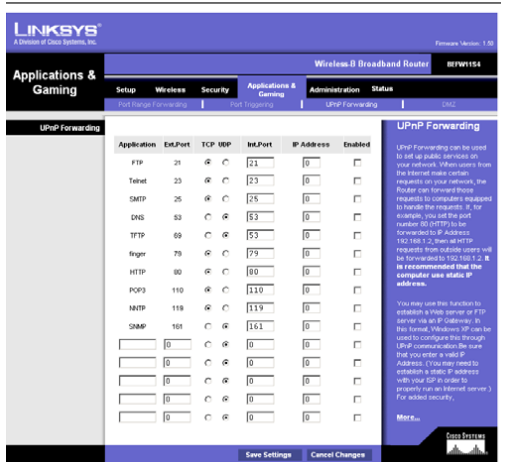 LINKSYS®
A Division of Cisco Systems, Inc.
Firmware Version: 1.50
Wireless-B Broadband Router BEFW11S4
Applications & Gaming
Setup Wireless Security Applications & Gaming Administration Status
Port Range Forwarding Port Triggering UPnP Forwarding DMZ
UPnP Forwarding
Application Ext.Port TCP UDP Int.Port IP Address Enabled
FTP 21 21 0
Telnet 23 23 0
SMTP 25 25 0
DNS 53 53 0
TFTP 69 53 0
finger 79 79 0
HTTP 80 80 0
POP3 110 110 0
NNTP 119 119 0
SNMP 161 161 0
0 0 0
0 0 0
0 0 0
0 0 0
0 0 0
UPnP Forwarding
UPnP Forwarding can be used
to set up public services on
your network. When users from
the Internet make certain
requests on your network, the
Router can forward those
requests to computers equipped
to handle the requests. If, for
example, you set the port
number 80 (HTTP) to be
forwarded to IP Address
192.168.1.2, then all HTTP
requests from outside users will
be forwarded to 192.168.1.2. It
is recommended that the
computer use static IP
address.
You may use this function to
establish a Web server or FTP
server via an IP Gateway. In
this format, Windows XP can be
used to configure this through
UPnP communication.Be sure
that you enter a valid IP
Address. (You may need to
establish a static IP address
with your ISP in order to
properly run an Internet server.)
For added security,
More...
Save Settings Cancel Changes
CISCO SYSTEMS